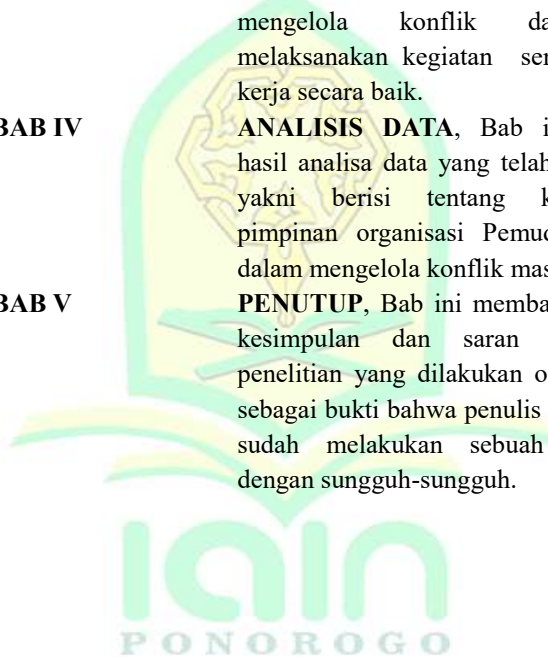 mengelola konflik
melaksanakan kegiatan
kerja secara baik.
BAB IV ANALISIS DATA, Bab
hasil analisa data yang telah
yakni berisi tentang
pimpinan organisasi
dalam mengelola konflik
BAB V PENUTUP, Bab ini
kesimpulan dan saran
penelitian yang dilakukan
sebagai bukti bahwa penulis
sudah melakukan sebuah
dengan sungguh-sungguh.
iain
PONOROGO